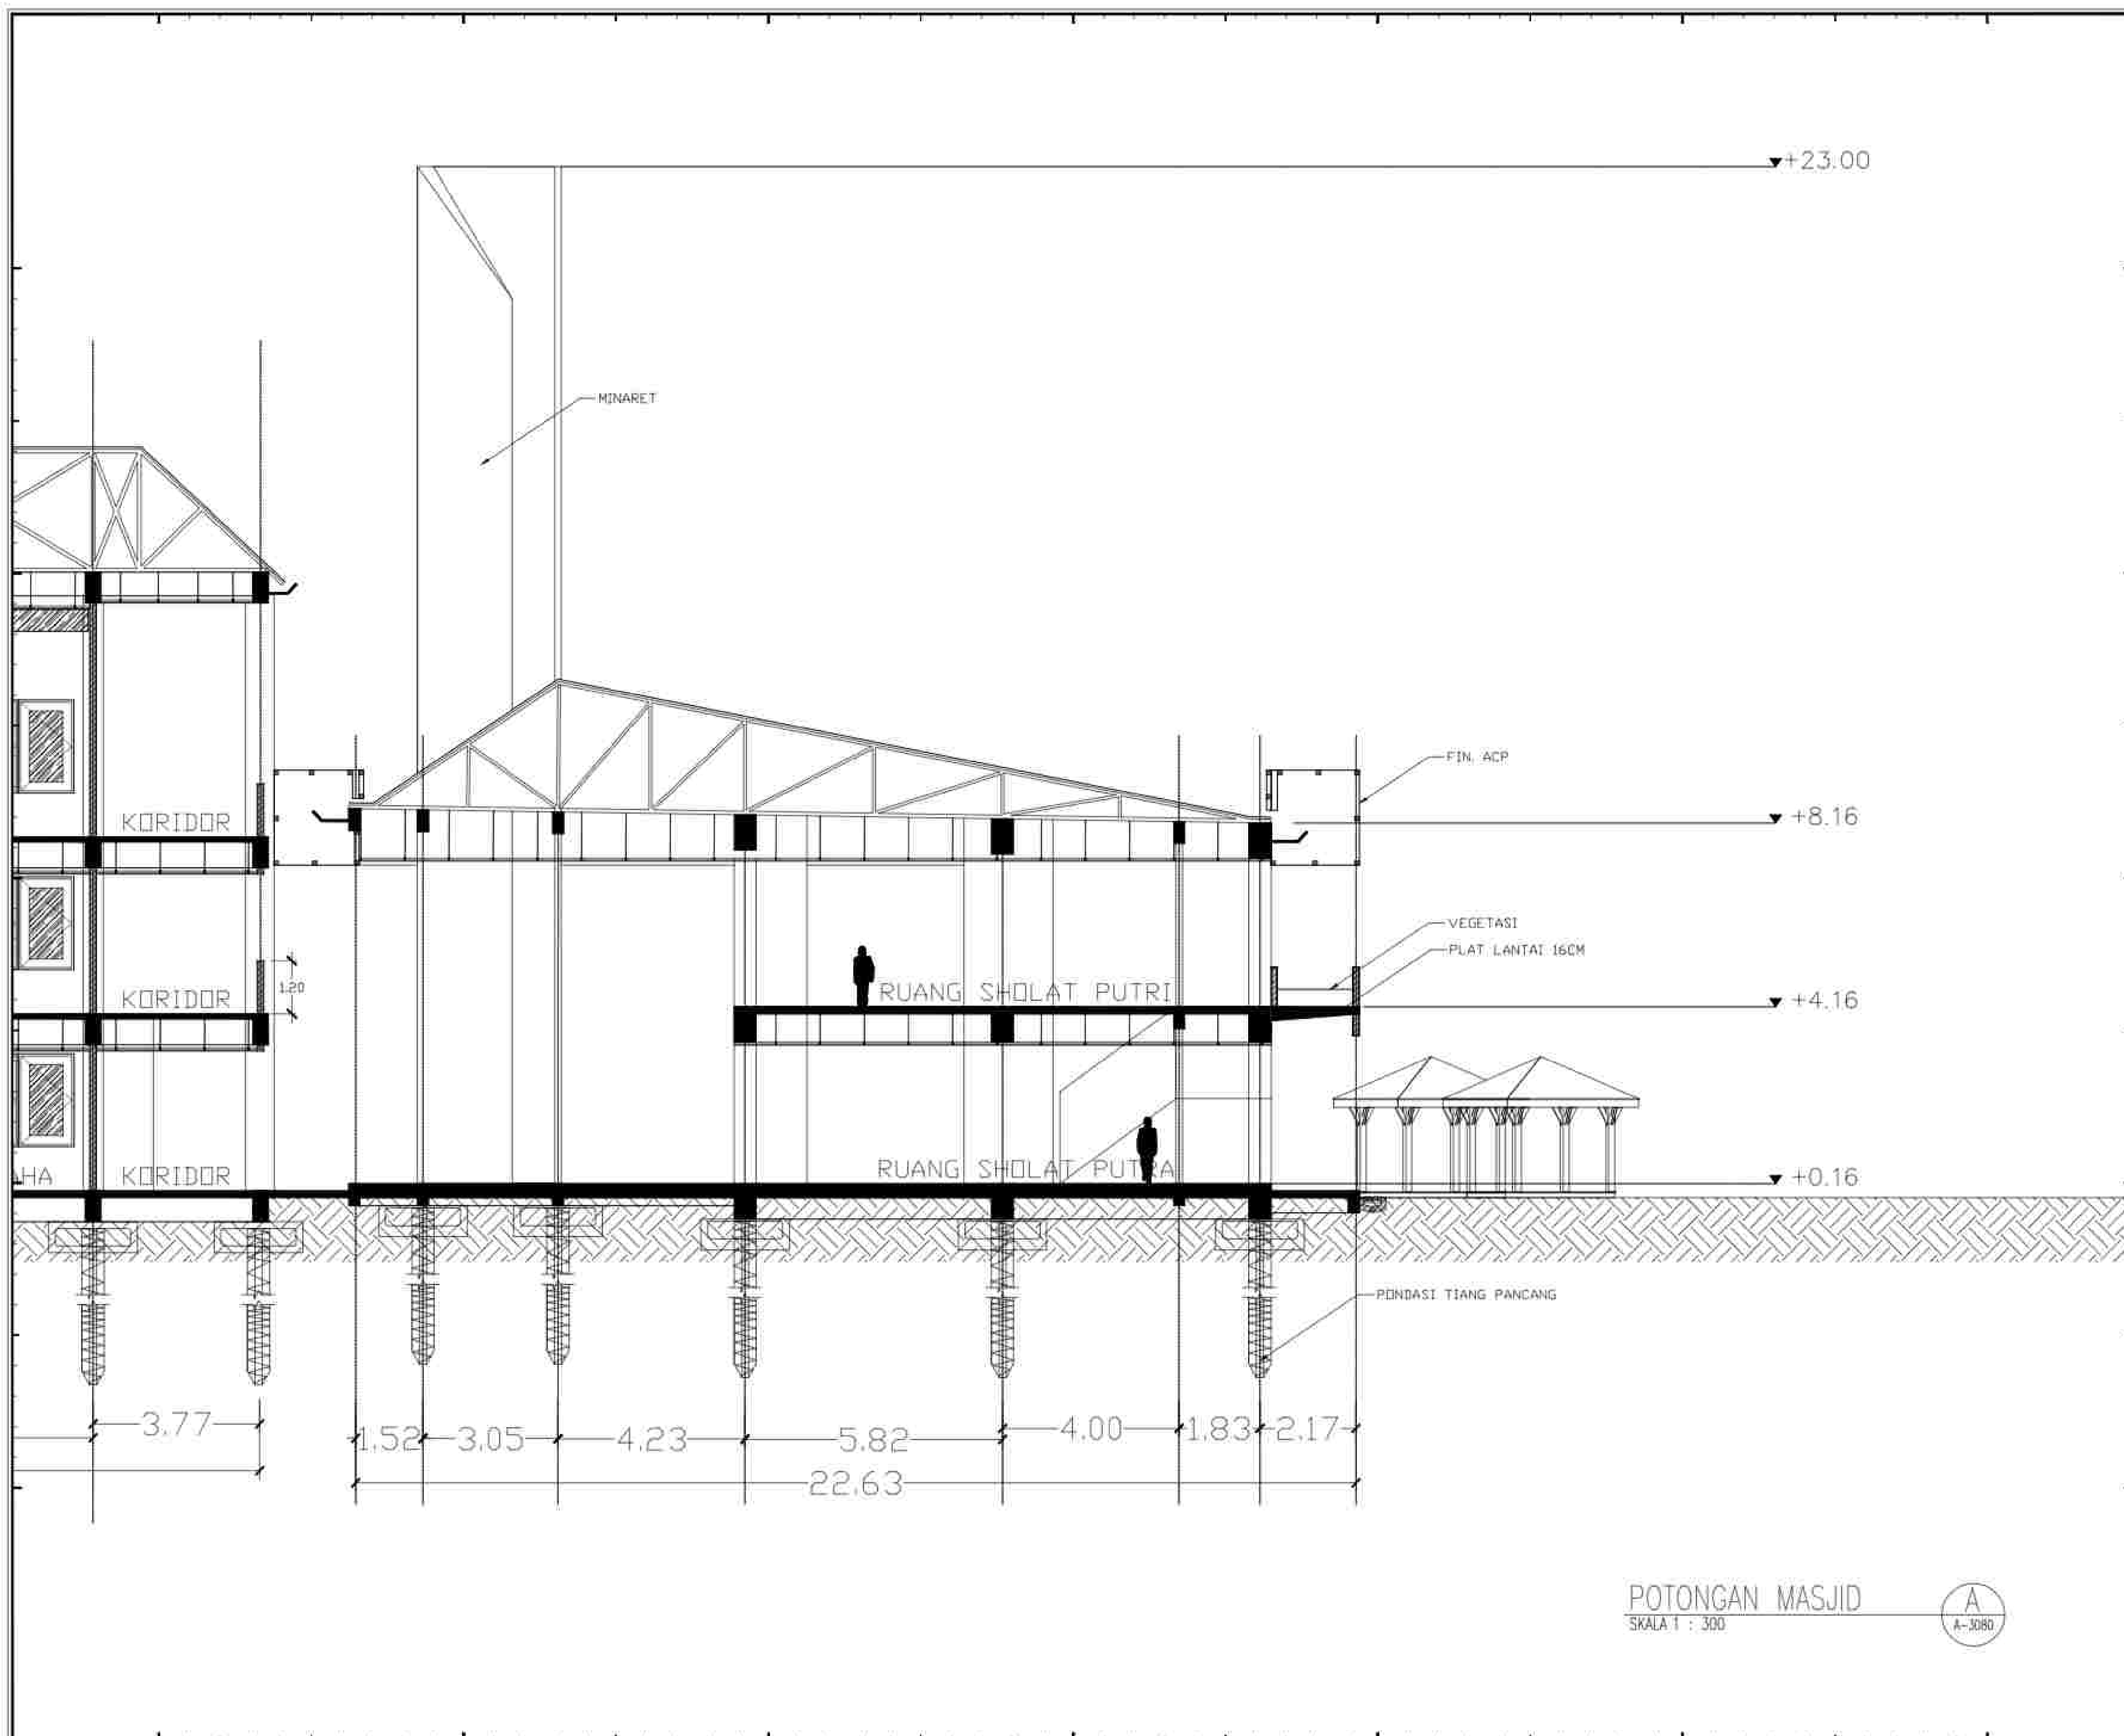 +23.00
MINARET
FIN. ACP
KORIDOR
+8.16
VEGETASI
PLAT LANTAI 16CM
1.20
KORIDOR
RUANG SHOLAT PUTRI
+4.16
AHA
KORIDOR
RUANG SHOLAT PUTRA
+0.16
PONDASI TIANG PANCANG
3.77
1.52
3.05
4.23
5.82
4.00
1.83
2.17
22.63
POTONGAN MASJID
SKALA 1 : 300
A
A-3080